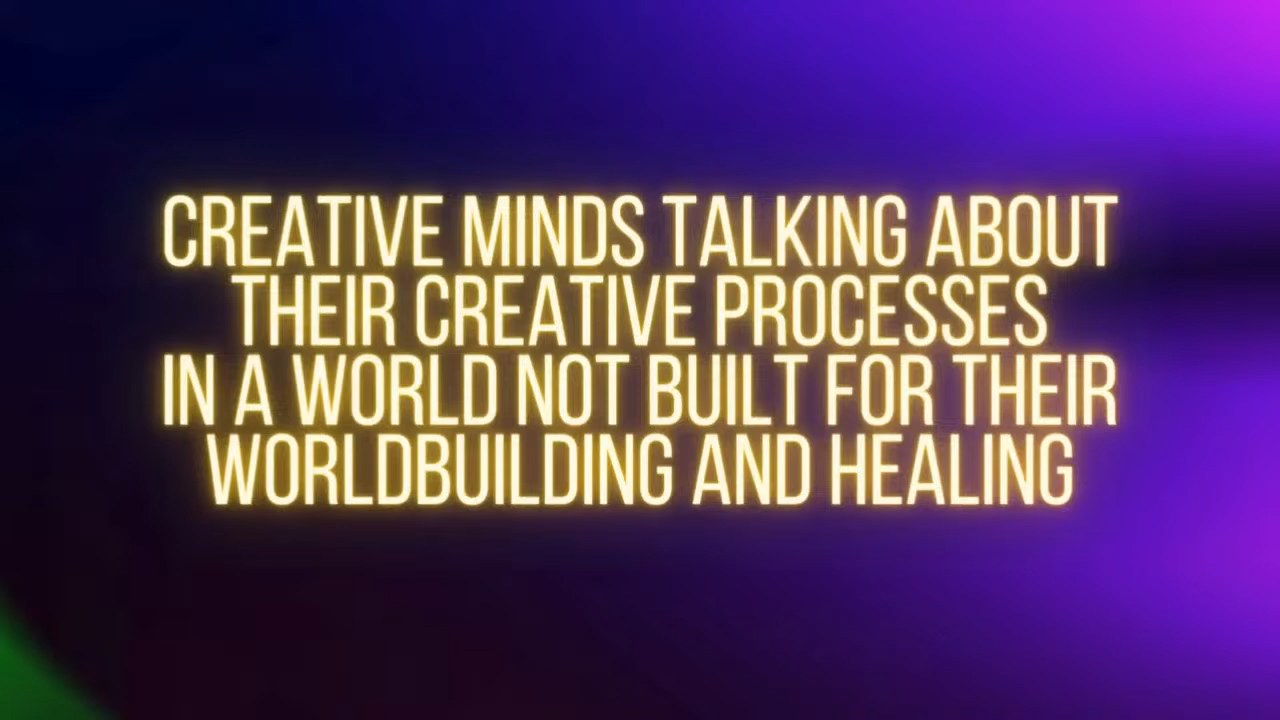 CREATIVE MINDS TALKING ABOUT
THEIR CREATIVE PROCESSES
IN A WORLD NOT BUILT FOR THEIR
WORLDBUILDING AND HEALING